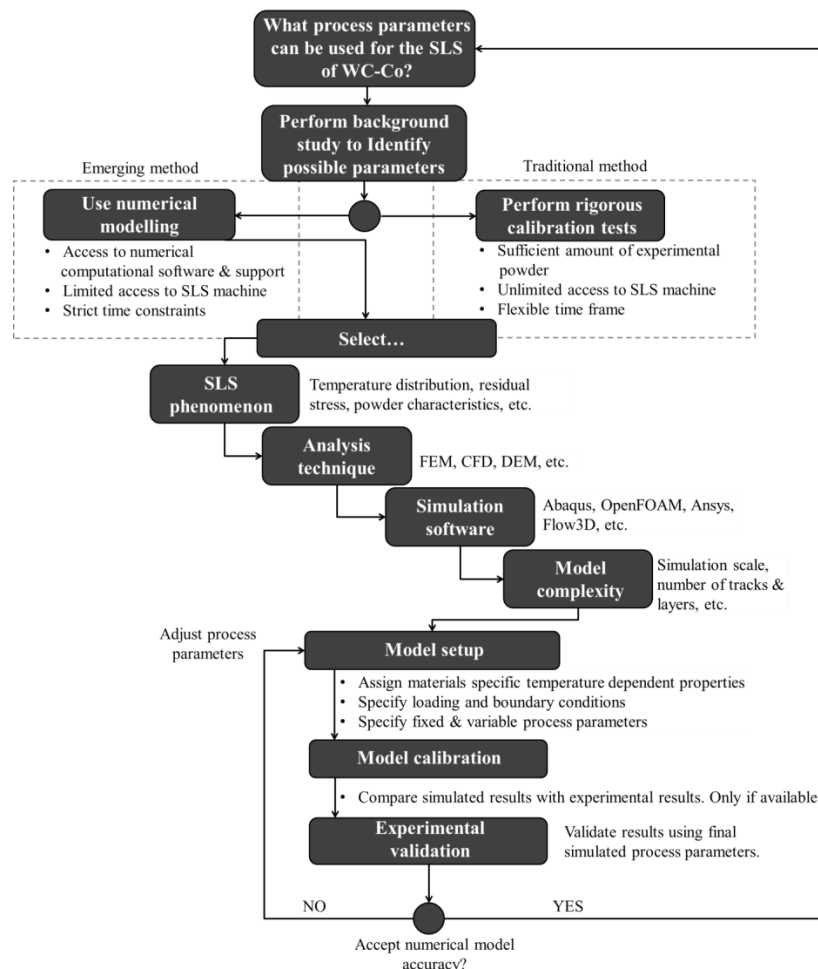 What process parameters
can be used for the SLS
of WC-Co?
Perform background
study to Identify
possible parameters
Emerging method
Traditional method
Use numerical
modelling
Perform rigorous
calibration tests
• Access to numerical
computational software & support
• Limited access to SLS machine
• Strict time constraints
• Sufficient amount of experimental
powder
• Unlimited access to SLS machine
• Flexible time frame
Select…
SLS
phenomenon
Temperature distribution, residual
stress, powder characteristics, etc.
Analysis
technique
FEM, CFD, DEM, etc.
Simulation
software
Abaqus, OpenFOAM, Ansys,
Flow3D, etc.
Model
complexity
Simulation scale,
number of tracks &
layers, etc.
Adjust process
parameters
Model setup
• Assign materials specific temperature dependent properties
• Specify loading and boundary conditions
• Specify fixed & variable process parameters
Model calibration
• Compare simulated results with experimental results. Only if available
Experimental
validation
Validate results using final
simulated process parameters.
NO
YES
Accept numerical model
accuracy?